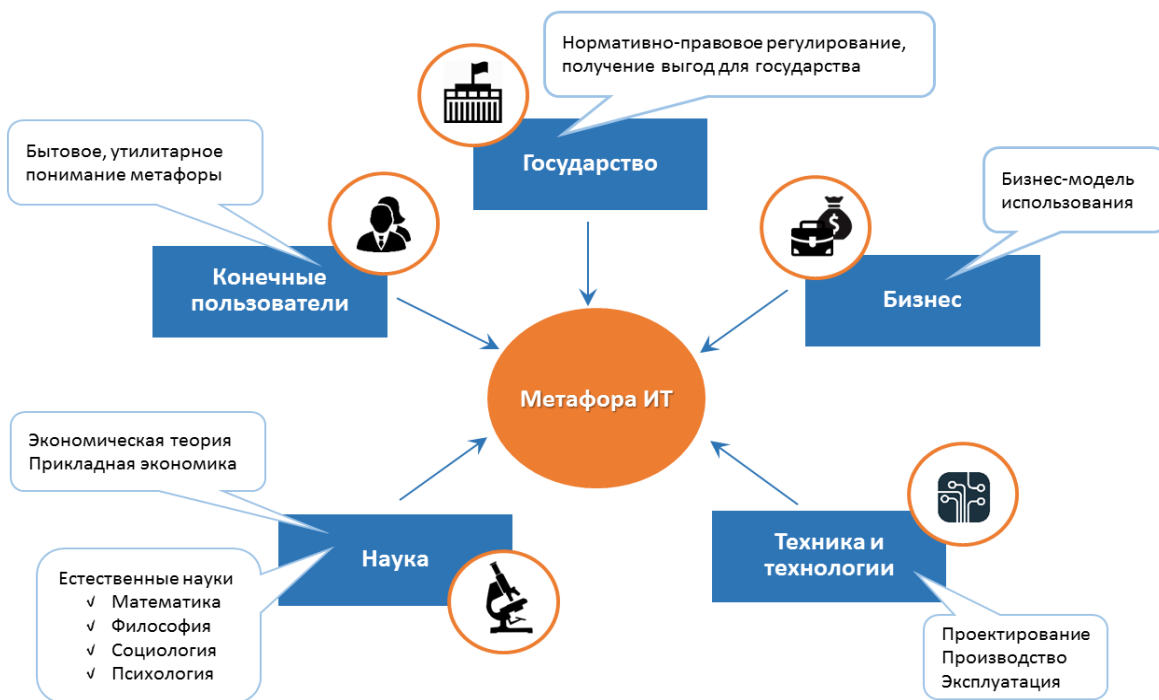 Нормативно-правовое регулирование,
получение выгод для государства
Государство
Бытовое, утилитарное
понимание метафоры
Конечные
пользователи
Бизнес-модель
использования
$
Бизнес
Метафора ИТ
Экономическая теория
Прикладная экономика
Наука
Естественные науки
√ Математика
√ Философия
√ Социология
√ Психология
Техника и
технологии
Проектирование
Производство
Эксплуатация